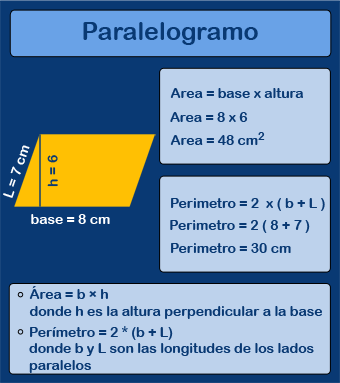 Paralelogramo
Area = base x altura
Area = 8 x 6
Area = 48 cm²
L = 7 cm
h = 6
base = 8 cm
Perimetro = 2 x ( b + L )
Perimetro = 2 ( 8 + 7 )
Perimetro = 30 cm
Área = b × h
donde h es la altura perpendicular a la base
Perímetro = 2 * (b + L)
donde b y L son las longitudes de los lados
paralelos